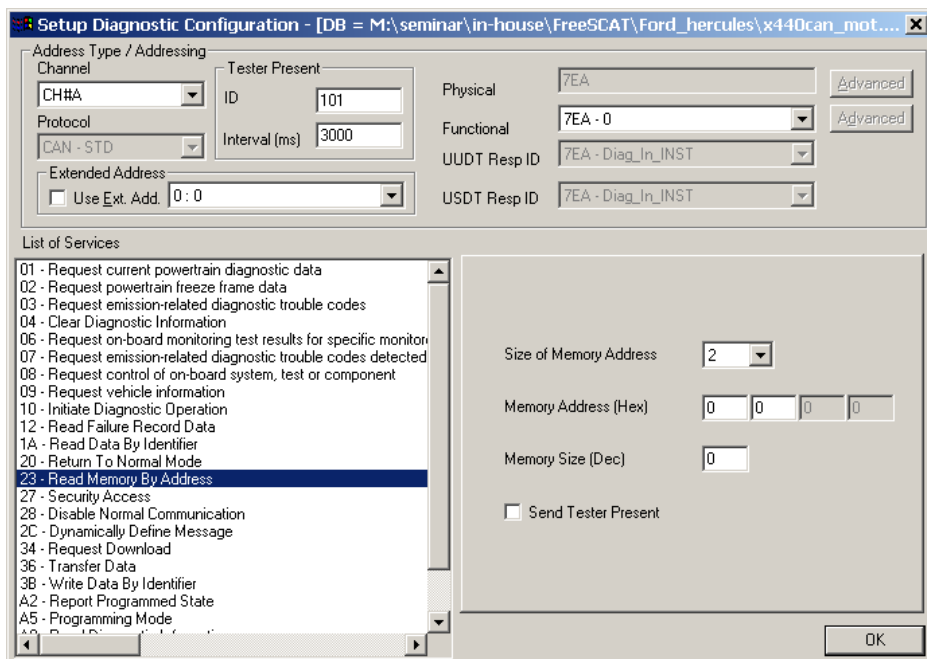 Setup Diagnostic Configuration - [DB = M:\seminar\in-house\FreeSCAT\Ford_hercules\x440can_mot....
Address Type / Addressing
Channel
CH#A
Protocol
CAN - STD
Tester Present
ID
101
Interval (ms)
3000
Extended Address
Use Ext. Add.
0 : 0
Physical
7EA
Advanced
Functional
7EA - 0
Advanced
UUDT Resp ID
7EA - Diag_In_INST
USDT Resp ID
7EA - Diag_In_INST
List of Services
01 - Request current powertrain diagnostic data
02 - Request powertrain freeze frame data
03 - Request emission-related diagnostic trouble codes
04 - Clear Diagnostic Information
06 - Request on-board monitoring test results for specific monitor
07 - Request emission-related diagnostic trouble codes detected
08 - Request control of on-board system, test or component
09 - Request vehicle information
10 - Initiate Diagnostic Operation
12 - Read Failure Record Data
1A - Read Data By Identifier
20 - Return To Normal Mode
23 - Read Memory By Address
27 - Security Access
28 - Disable Normal Communication
2C - Dynamically Define Message
34 - Request Download
36 - Transfer Data
3B - Write Data By Identifier
A2 - Report Programmed State
A5 - Programming Mode
Size of Memory Address
2
Memory Address (Hex)
0 0 0 0
Memory Size (Dec)
0
Send Tester Present
OK